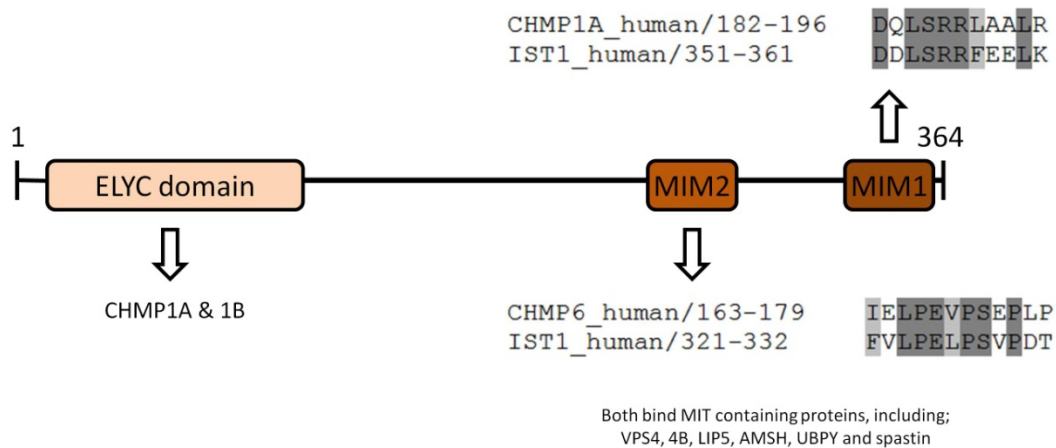 CHMP1A_human/182-196 DQLSRRLAALR
IST1_human/351-361 DDLSRRFEELK
1
364
ELYC domain
MIM2
MIM1
CHMP1A & 1B
CHMP6_human/163-179 IELPEVPSEPLP
IST1_human/321-332 FVLPELPSVPDT
Both bind MIT containing proteins, including;
VPS4, 4B, LIP5, AMSH, UBPY and spastin